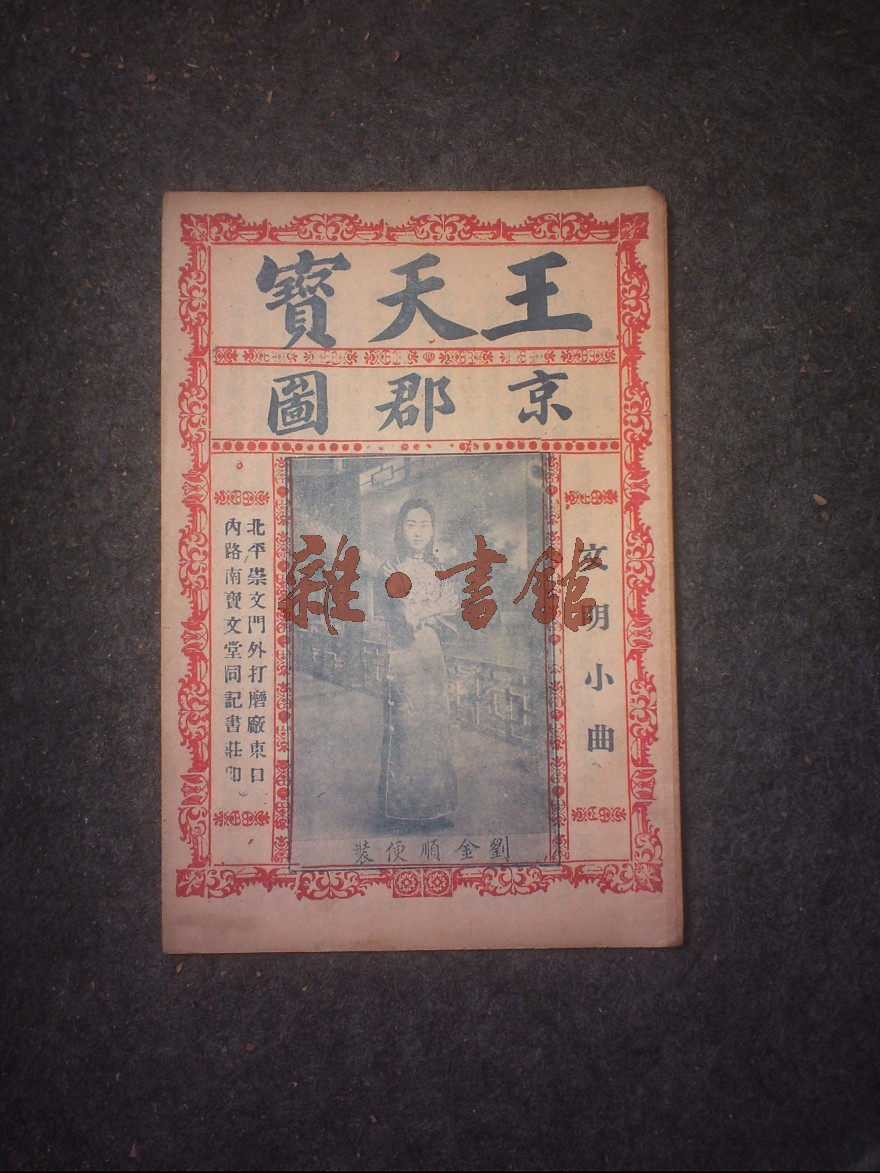 王天寶
京郡圖
文明小曲
劉金順便裝
北平崇文門外打磨廠東口
內路南寶文堂同記書莊印
雜·書館